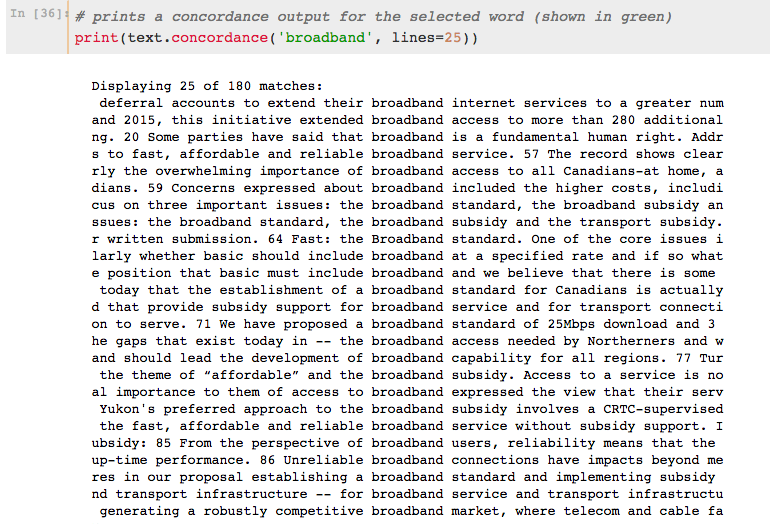 In [36]: # prints a concordance output for the selected word (shown in green)
print(text.concordance('broadband', lines=25))
Displaying 25 of 180 matches:
deferral accounts to extend their broadband internet services to a greater num
and 2015, this initiative extended broadband access to more than 280 additional
ng. 20 Some parties have said that broadband is a fundamental human right. Addr
s to fast, affordable and reliable broadband service. 57 The record shows clear
rly the overwhelming importance of broadband access to all Canadians-at home, a
dians. 59 Concerns expressed about broadband included the higher costs, includi
cus on three important issues: the broadband standard, the broadband subsidy an
ssues: the broadband standard, the broadband subsidy and the transport subsidy.
r written submission. 64 Fast: the Broadband standard. One of the core issues i
larly whether basic should include broadband at a specified rate and if so what
e position that basic must include broadband and we believe that there is some
today that the establishment of a broadband standard for Canadians is actually
d that provide subsidy support for broadband service and for transport connecti
on to serve. 71 We have proposed a broadband standard of 25Mbps download and 3
he gaps that exist today in -- the broadband access needed by Northerners and w
and should lead the development of broadband capability for all regions. 77 Tur
the theme of “affordable” and the broadband subsidy. Access to a service is no
al importance to them of access to broadband expressed the view that their serv
Yukon's preferred approach to the broadband subsidy involves a CRTC-supervised
the fast, affordable and reliable broadband service without subsidy support. I
ubsidy: 85 From the perspective of broadband users, reliability means that the
up-time performance. 86 Unreliable broadband connections have impacts beyond me
res in our proposal establishing a broadband standard and implementing subsidy
nd transport infrastructure -- for broadband service and transport infrastructu
generating a robustly competitive broadband market, where telecom and cable fa